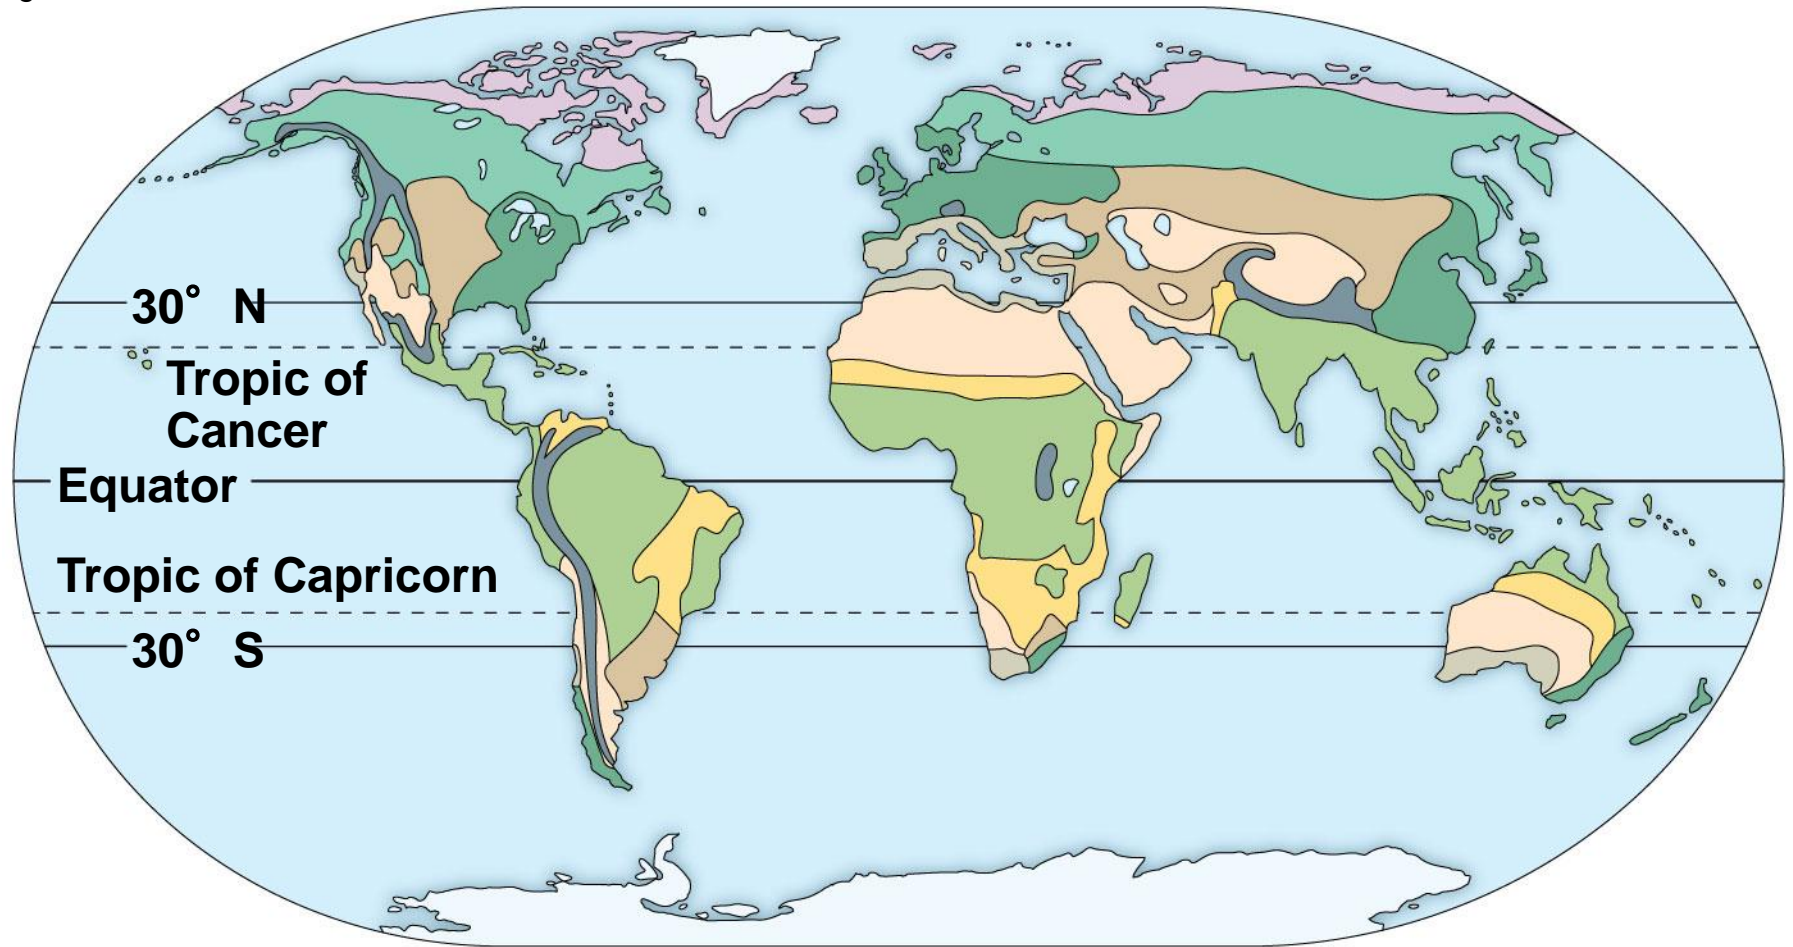 30° N
Tropic of
Cancer
Equator
Tropic of Capricorn
30° S